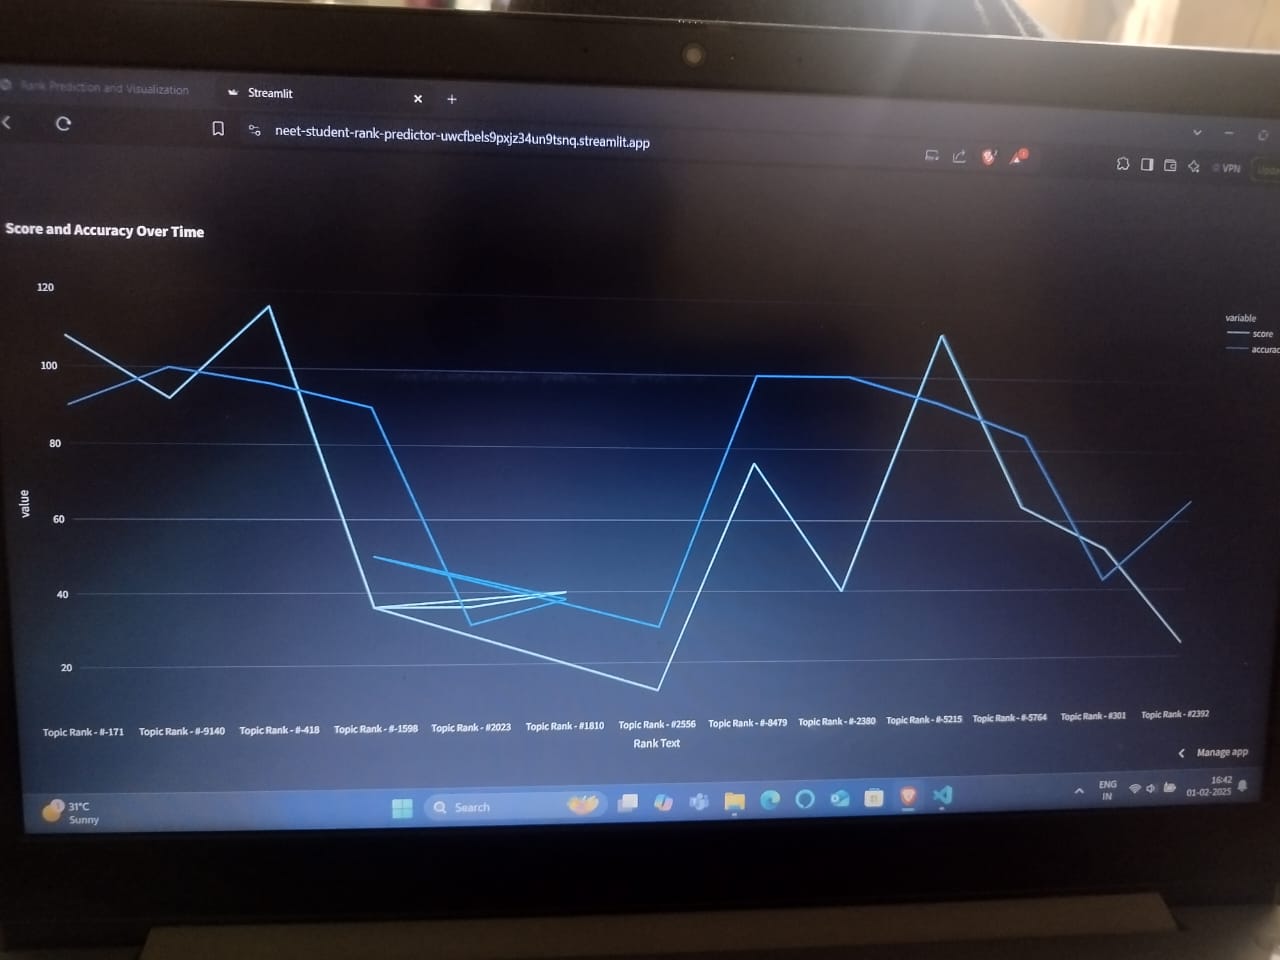 Rank Prediction and Visualization
Streamlit
neet-student-rank-predictor-uwcfbels9pxjz34un9tsnq.streamlit.app
VPN
Score and Accuracy Over Time
120
100
80
60
40
20
value
variable
score
accurac
Topic Rank - #-171 Topic Rank - #-9140 Topic Rank - #-418 Topic Rank - #-1598 Topic Rank - #2023 Topic Rank - #1810 Topic Rank - #2556 Topic Rank - #-8479 Topic Rank - #-2380 Topic Rank - #-5215 Topic Rank - #-5764 Topic Rank - #301 Topic Rank - #2392
Rank Text
Manage app
31°C
Sunny
Search
ENG
IN
16:42
01-02-2025